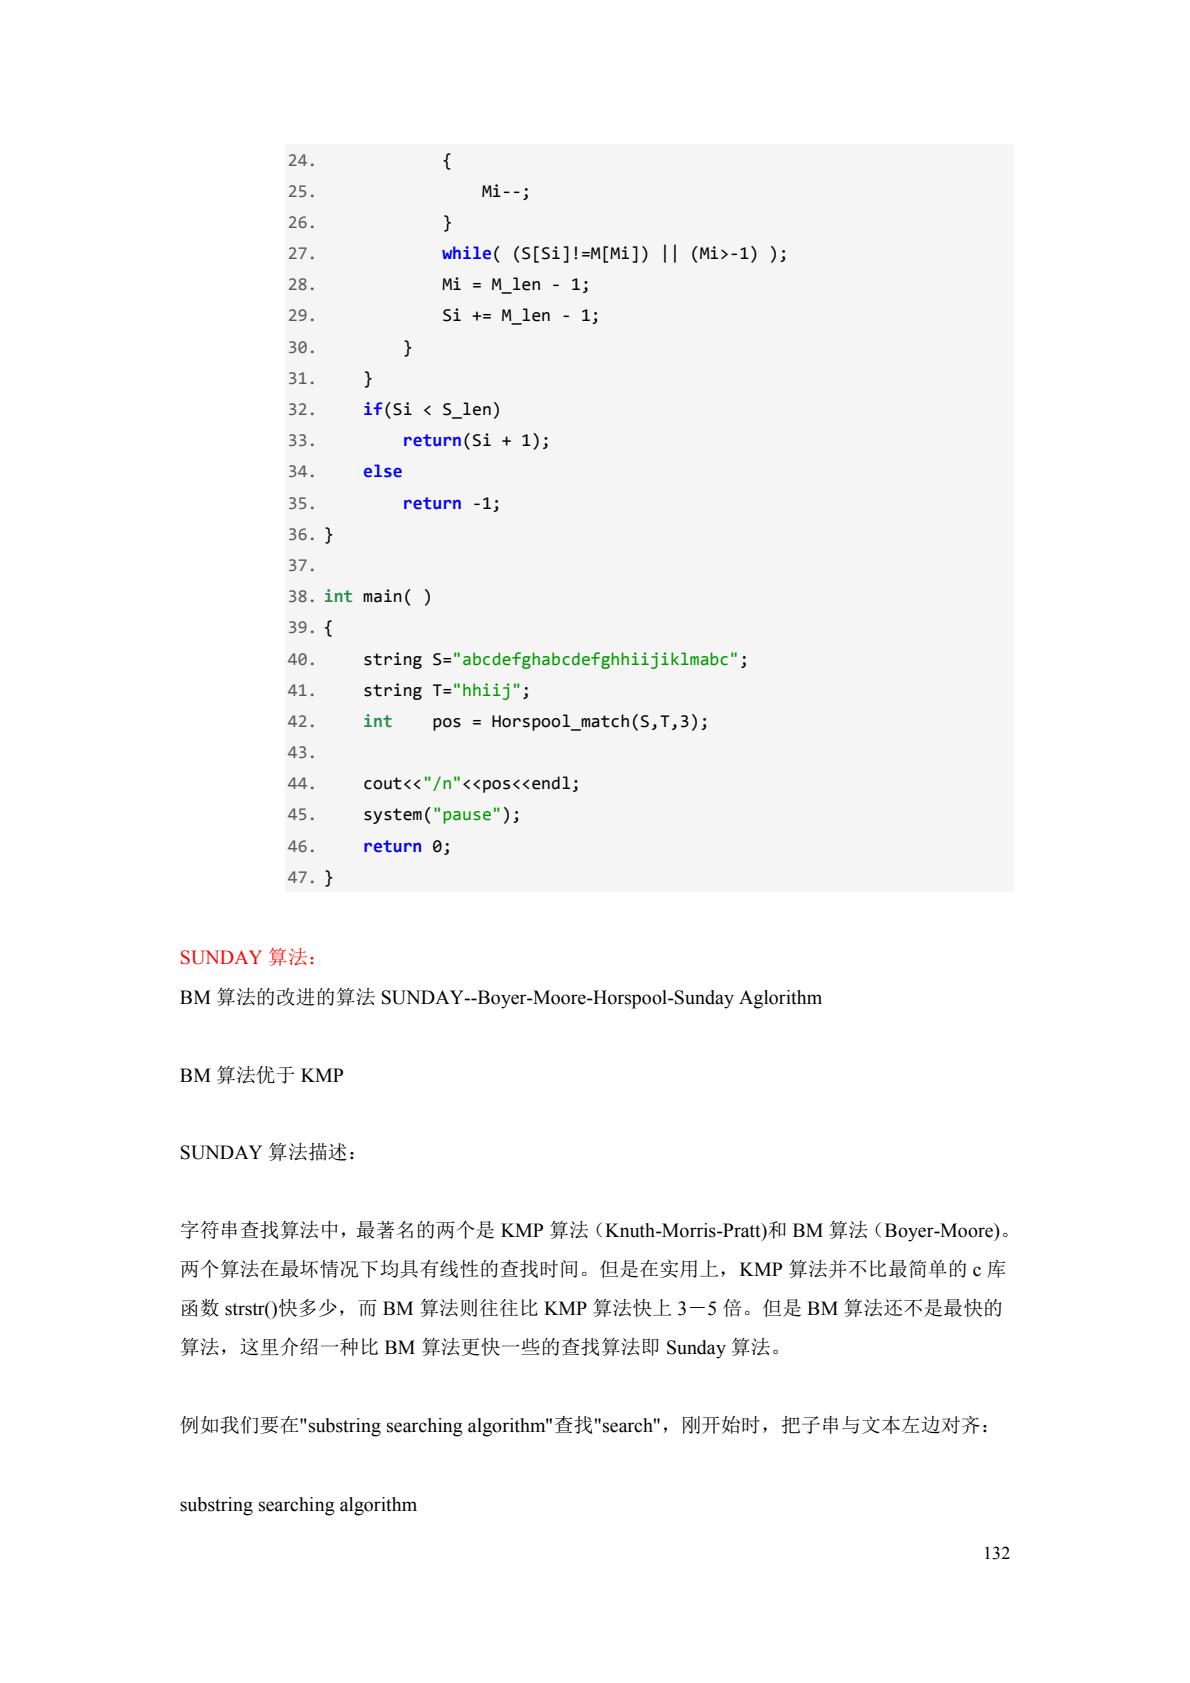 24.             {
25.                 Mi--;
26.             }
27.             while( (S[Si]!=M[Mi]) || (Mi>-1) );
28.             Mi = M_len - 1;
29.             Si += M_len - 1;
30.         }
31.     }
32.     if(Si < S_len)
33.         return(Si + 1);
34.     else
35.         return -1;
36. }
37.
38. int main( )
39. {
40.     string S="abcdefghabcdefghhiijiklmabc";
41.     string T="hhiij";
42.     int    pos = Horspool_match(S,T,3);
43.
44.     cout<<"/n"<<pos<<endl;
45.     system("pause");
46.     return 0;
47. }
SUNDAY 算法：
BM 算法的改进的算法 SUNDAY--Boyer-Moore-Horspool-Sunday Aglorithm
BM 算法优于 KMP
SUNDAY 算法描述：
字符串查找算法中，最著名的两个是 KMP 算法（Knuth-Morris-Pratt)和 BM 算法（Boyer-Moore)。
两个算法在最坏情况下均具有线性的查找时间。但是在实用上，KMP 算法并不比最简单的 c 库
函数 strstr()快多少，而 BM 算法则往往比 KMP 算法快上 3－5 倍。但是 BM 算法还不是最快的
算法，这里介绍一种比 BM 算法更快一些的查找算法即 Sunday 算法。
例如我们要在"substring searching algorithm"查找"search"，刚开始时，把子串与文本左边对齐：
substring searching algorithm
132